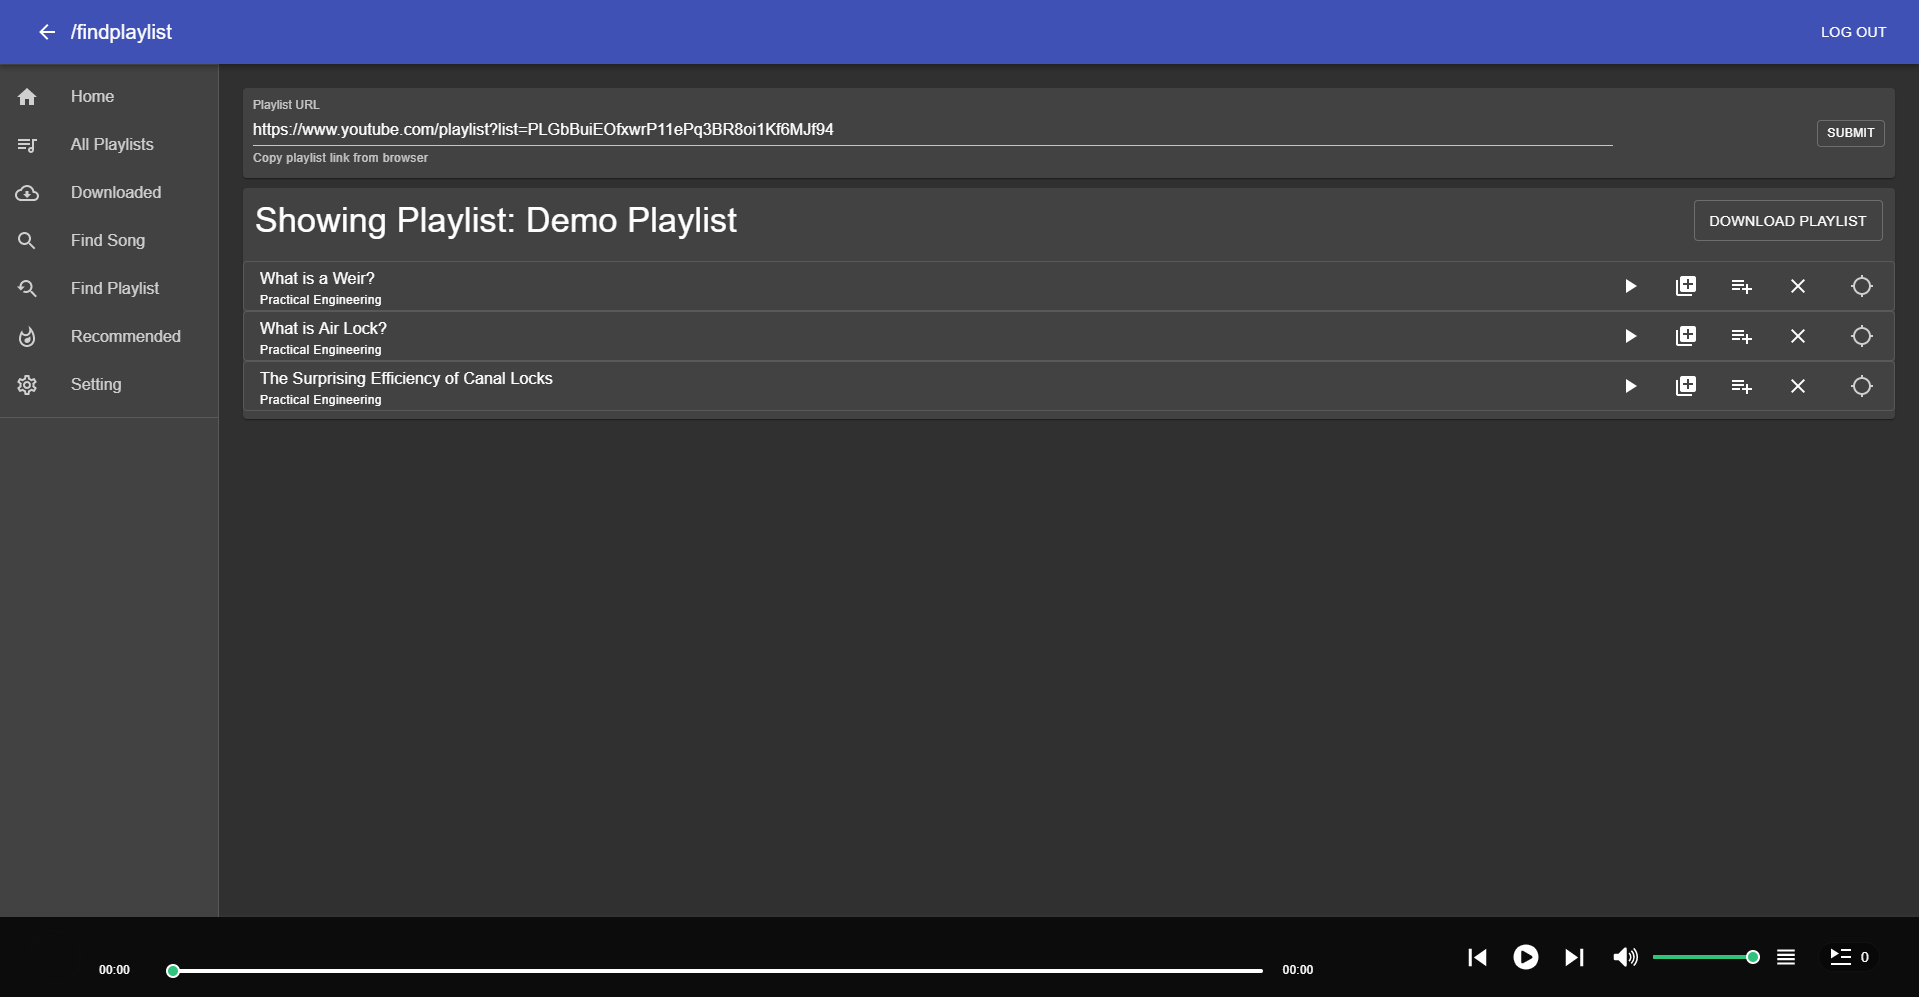 /findplaylist
LOG OUT
Home
All Playlists
Downloaded
Find Song
Find Playlist
Recommended
Setting
Playlist URL
https://www.youtube.com/playlist?list=PLGbBuiEOfxwrP11ePq3BR8oi1Kf6MJf94
Copy playlist link from browser
SUBMIT
Showing Playlist: Demo Playlist
DOWNLOAD PLAYLIST
What is a Weir?
Practical Engineering
What is Air Lock?
Practical Engineering
The Surprising Efficiency of Canal Locks
Practical Engineering
00:00
00:00
0